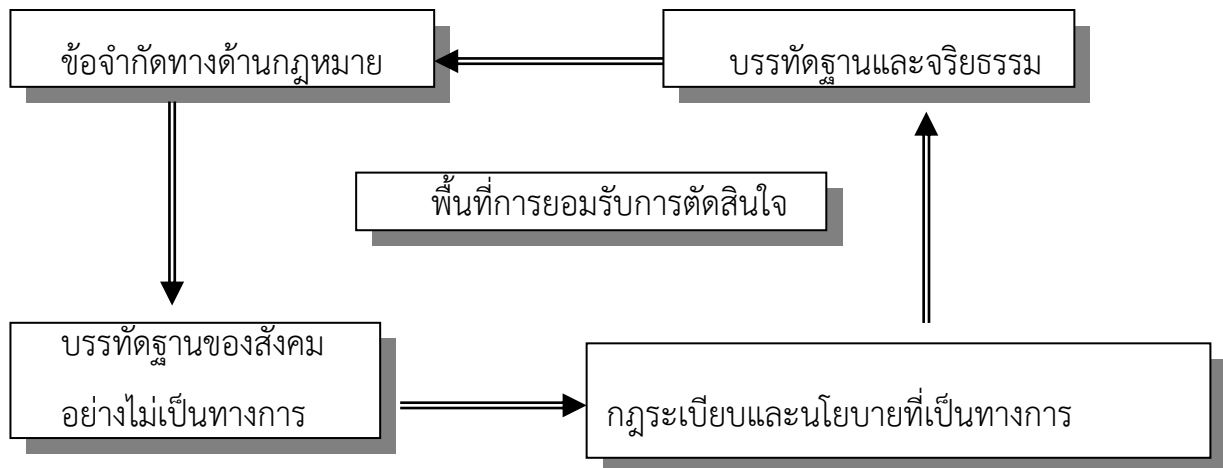 ข้อจำกัดทางด้านกฎหมาย
บรรทัดฐานและจริยธรรม
พื้นที่การยอมรับการตัดสินใจ
บรรทัดฐานของสังคม
อย่างไม่เป็นทางการ
กฎระเบียบและนโยบายที่เป็นทางการ